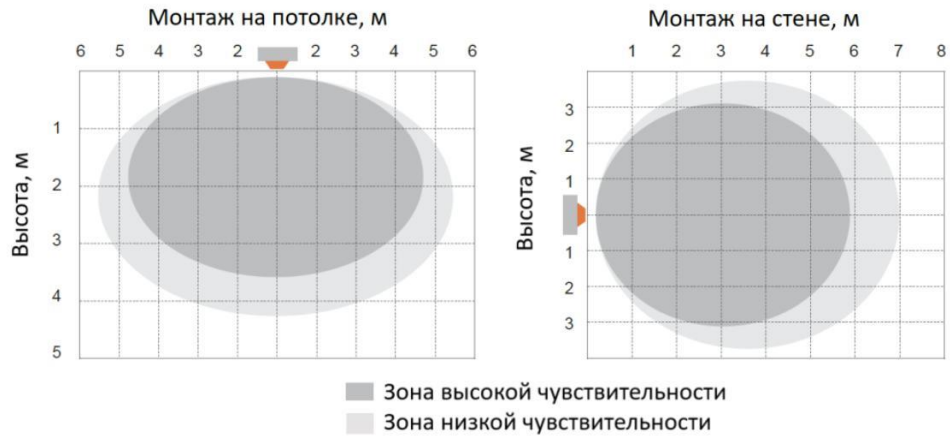 Монтаж на потолке, м
6 5 4 3 2 2 3 4 5 6
Высота, м
1
2
3
4
5
Монтаж на стене, м
1 2 3 4 5 6 7 8
Высота, м
3
2
1
1
2
3
Зона высокой чувствительности
Зона низкой чувствительности